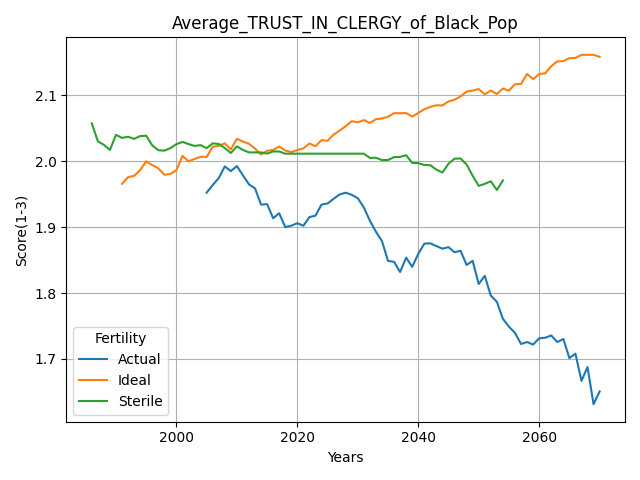 Average_TRUST_IN_CLERGY_of_Black_Pop
Score(1-3)
2.1
2.0
1.9
1.8
1.7
Fertility
Actual
Ideal
Sterile
2000 2020 2040 2060
Years